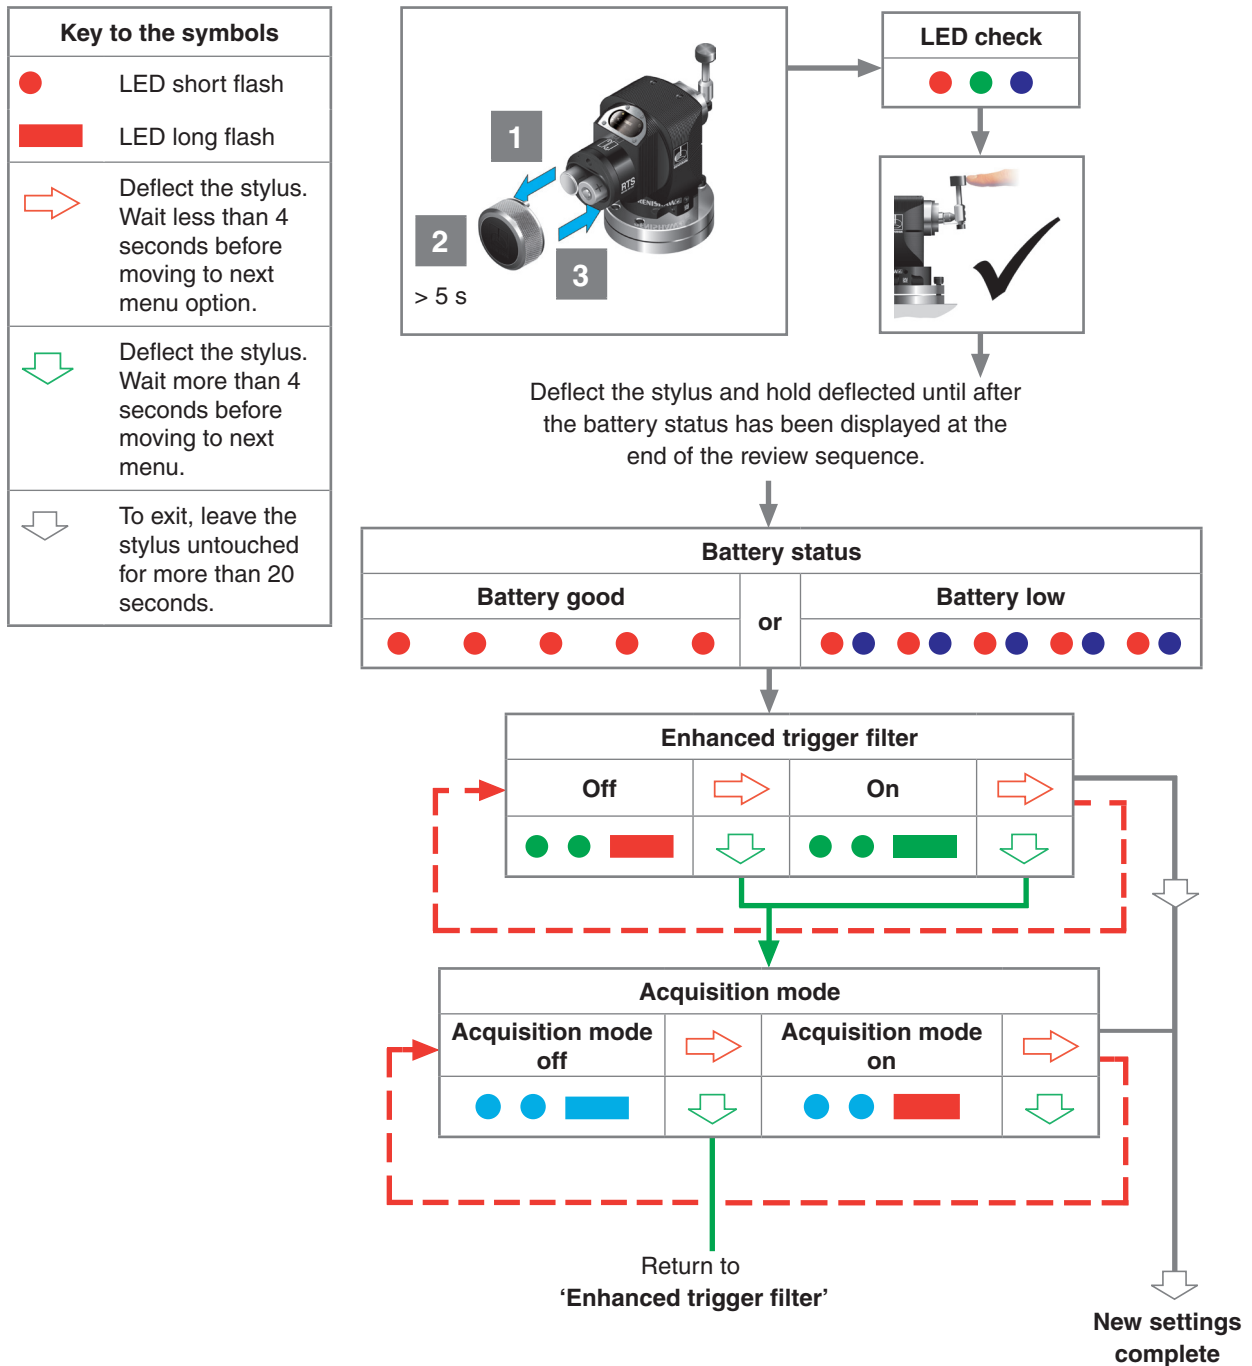 Key to the symbols
LED short flash
LED long flash
Deflect the stylus.
Wait less than 4
seconds before
moving to next
menu option.
Deflect the stylus.
Wait more than 4
seconds before
moving to next
menu.
To exit, leave the
stylus untouched
for more than 20
seconds.
1
2
3
> 5 s
RTS
LED check
Deflect the stylus and hold deflected until after
the battery status has been displayed at the
end of the review sequence.
Battery status
Battery good
or
Battery low
Enhanced trigger filter
Off
On
Acquisition mode
Acquisition mode
off
Acquisition mode
on
Return to
‘Enhanced trigger filter’
New settings
complete